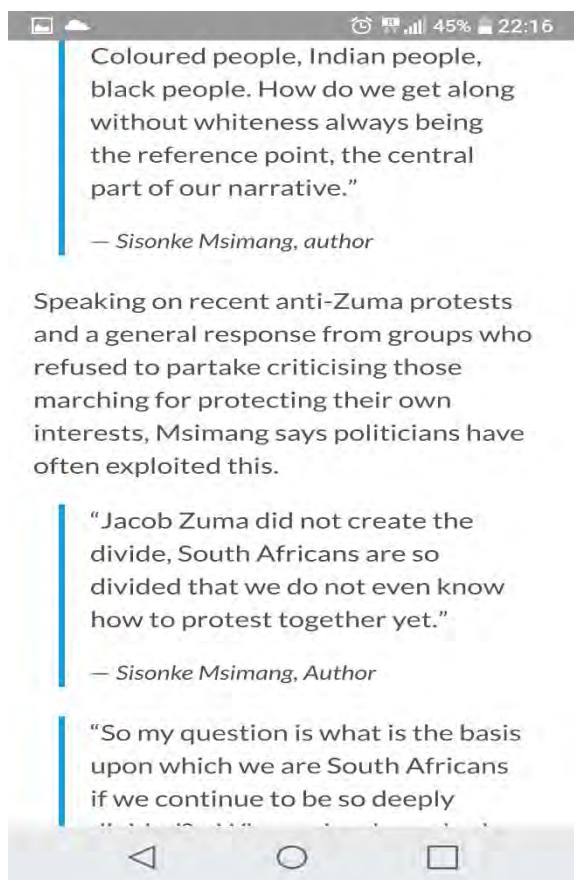 45% 22:16
Coloured people, Indian people,
black people. How do we get along
without whiteness always being
the reference point, the central
part of our narrative.”
— Sisonke Msimang, author
Speaking on recent anti-Zuma protests
and a general response from groups who
refused to partake criticising those
marching for protecting their own
interests, Msimang says politicians have
often exploited this.
“Jacob Zuma did not create the
divide, South Africans are so
divided that we do not even know
how to protest together yet.”
— Sisonke Msimang, Author
“So my question is what is the basis
upon which we are South Africans
if we continue to be so deeply